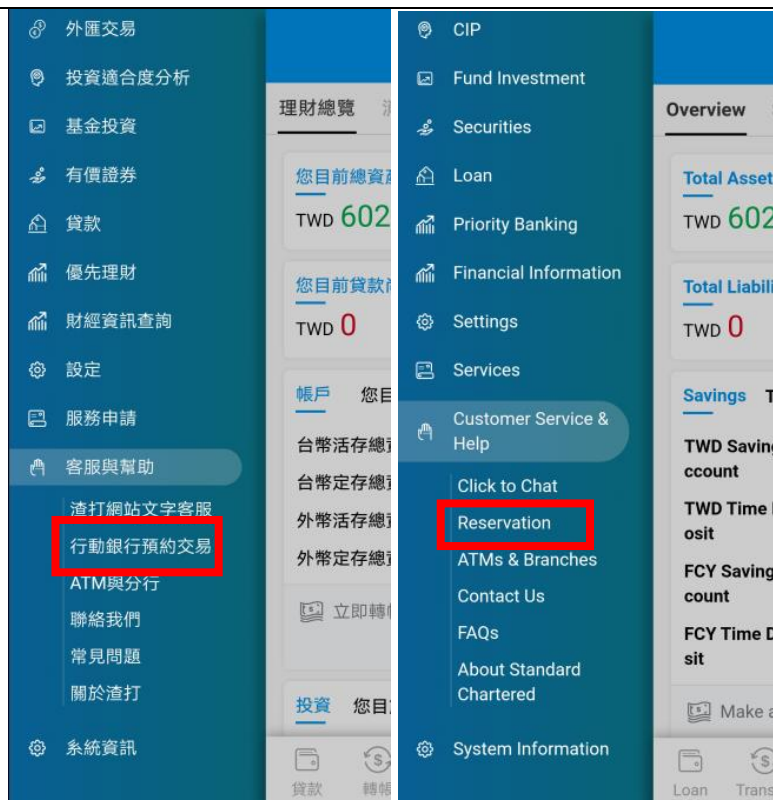 外匯交易
投資適合度分析
基金投資
有價證券
貸款
優先理財
財經資訊查詢
設定
服務申請
客服與幫助
渣打網站文字客服
行動銀行預約交易
ATM與分行
聯絡我們
常見問題
關於渣打
系統資訊
理財總覽
您目前總資產
TWD 602
您目前貸款
TWD 0
帳戶 您目
台幣活存總
台幣定存總
外幣活存總
外幣定存總
立即轉
投資 您目
貸款 轉帳
CIP
Fund Investment
Securities
Loan
Priority Banking
Financial Information
Settings
Services
Customer Service &
Help
Click to Chat
Reservation
ATMs & Branches
Contact Us
FAQs
About Standard
Chartered
System Information
Overview
Total Asset
TWD 602
Total Liabili
TWD 0
Savings T
TWD Saving
ccount
TWD Time
osit
FCY Saving
count
FCY Time D
sit
Make a
Loan Trans